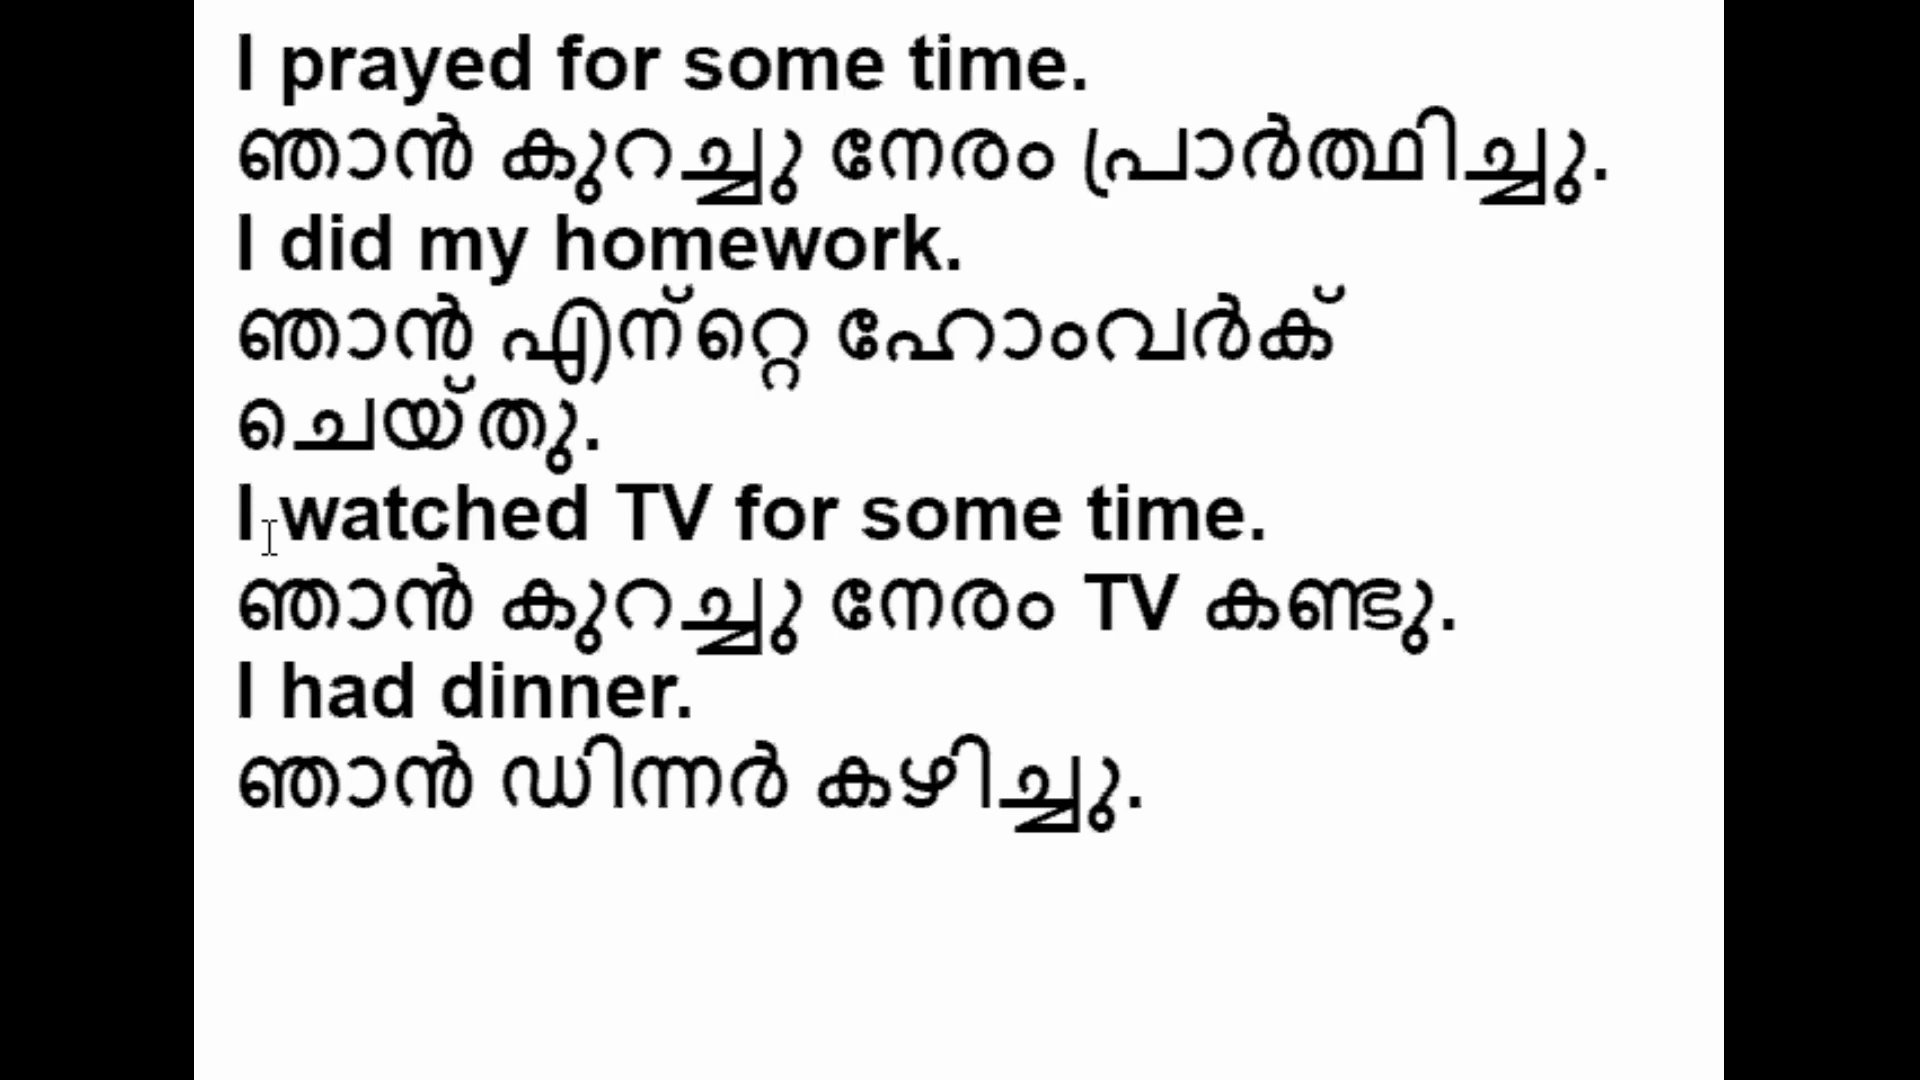 I prayed for some time.
ഞാൻ കുറച്ചു നേരം പ്രാർത്ഥിച്ചു.
I did my homework.
ഞാൻ എന്റെ ഹോംവർക്
ചെയ്തു.
I watched TV for some time.
ഞാൻ കുറച്ചു നേരം TV കണ്ടു.
I had dinner.
ഞാൻ ഡിന്നർ കഴിച്ചു.